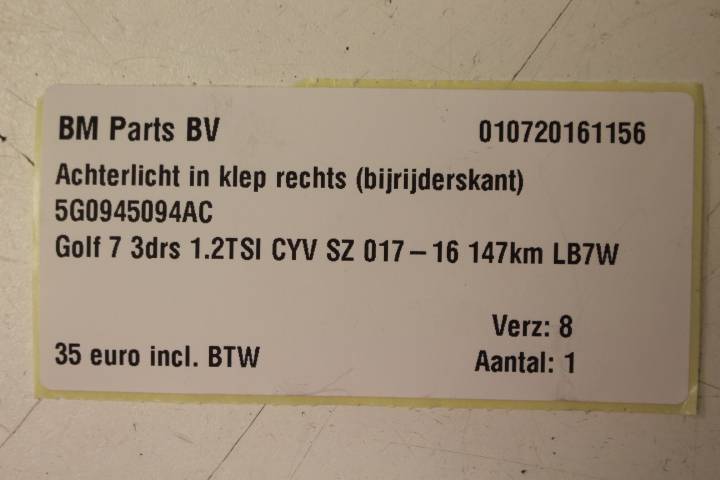 BM Parts BV 010720161156
Achterlicht in klep rechts (bijrijderskant)
5G0945094AC
Golf 7 3drs 1.2TSI CYV SZ 017 – 16 147km LB7W
Verz: 8
35 euro incl. BTW Aantal: 1